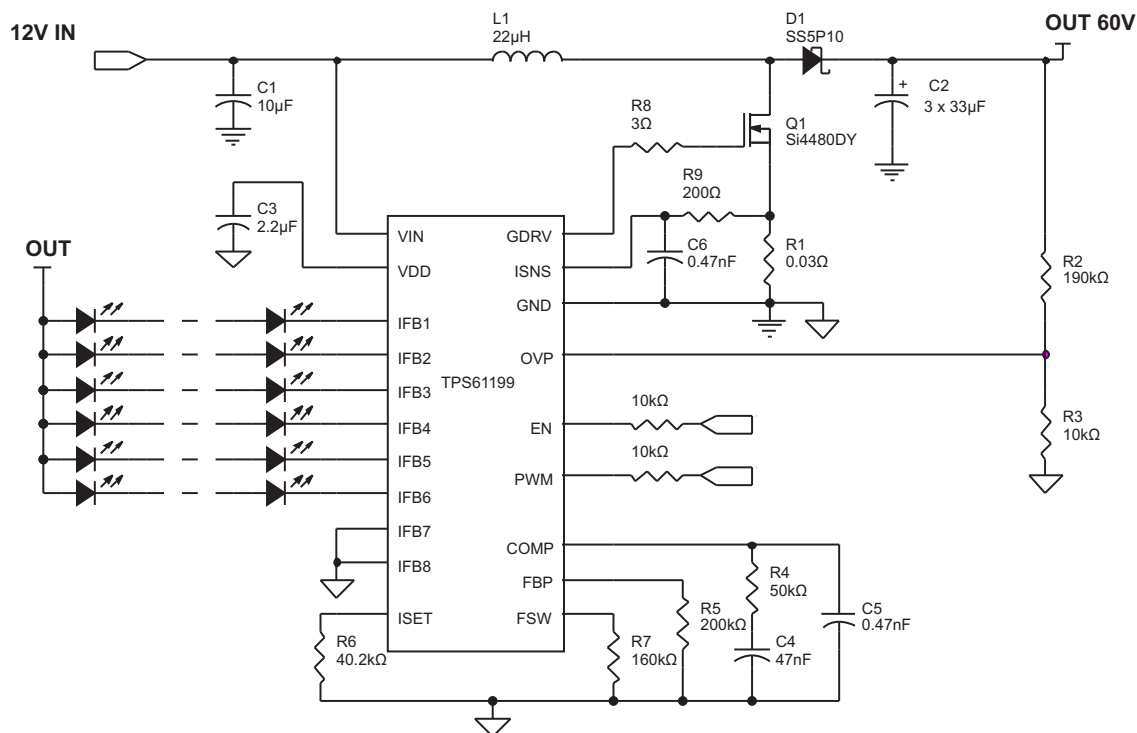 12V IN
L1
22μH
D1
SS5P10
OUT 60V
C1
10μF
C2
+
3 x 33μF
R8
3Ω
Q1
Si4480DY
R9
200Ω
C3
2.2μF
OUT
VIN
GDRV
C6
0.47nF
R1
0.03Ω
R2
190kΩ
VDD
ISNS
GND
IFB1
IFB2
OVP
IFB3
TPS61199
IFB4
EN
10kΩ
R3
10kΩ
IFB5
10kΩ
PWM
IFB6
IFB7
COMP
IFB8
FBP
R4
50kΩ
ISET
FSW
R5
200kΩ
C5
0.47nF
R6
40.2kΩ
R7
160kΩ
C4
47nF